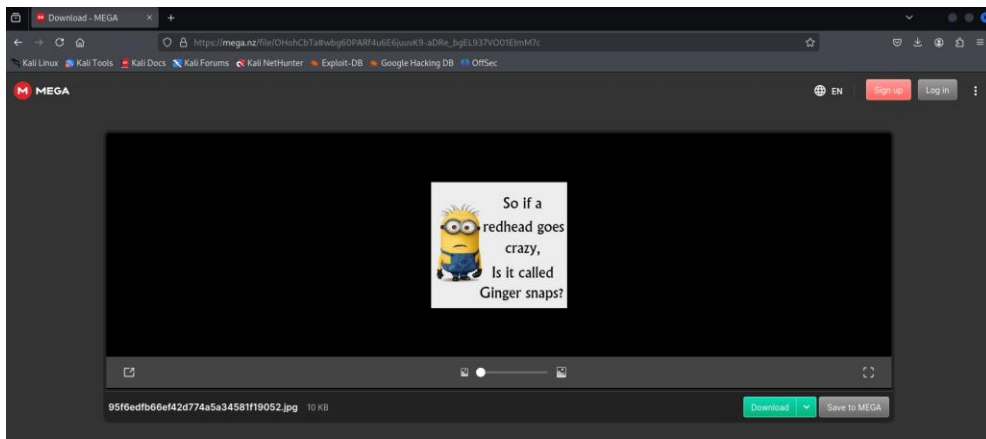 Download - MEGA
https://mega.nz/file/OHohCbTa#wbg60PARf4u6E6juuvK9-aDRe_bgEL937VO01EImM7c
Kali Linux Kali Tools Kali Docs Kali Forums Kali NetHunter Exploit-DB Google Hacking DB OffSec
MEGA EN Sign up Log in
So if a
redhead goes
crazy,
Is it called
Ginger snaps?
95f6edfb66ef42d774a5a34581f19052.jpg 10 KB Download Save to MEGA